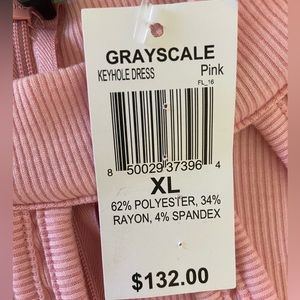 GRAYSCALE
KEYHOLE DRESS Pink
FL_16
8 50029 37396 4
XL
62% POLYESTER, 34%
RAYON, 4% SPANDEX
$132.00